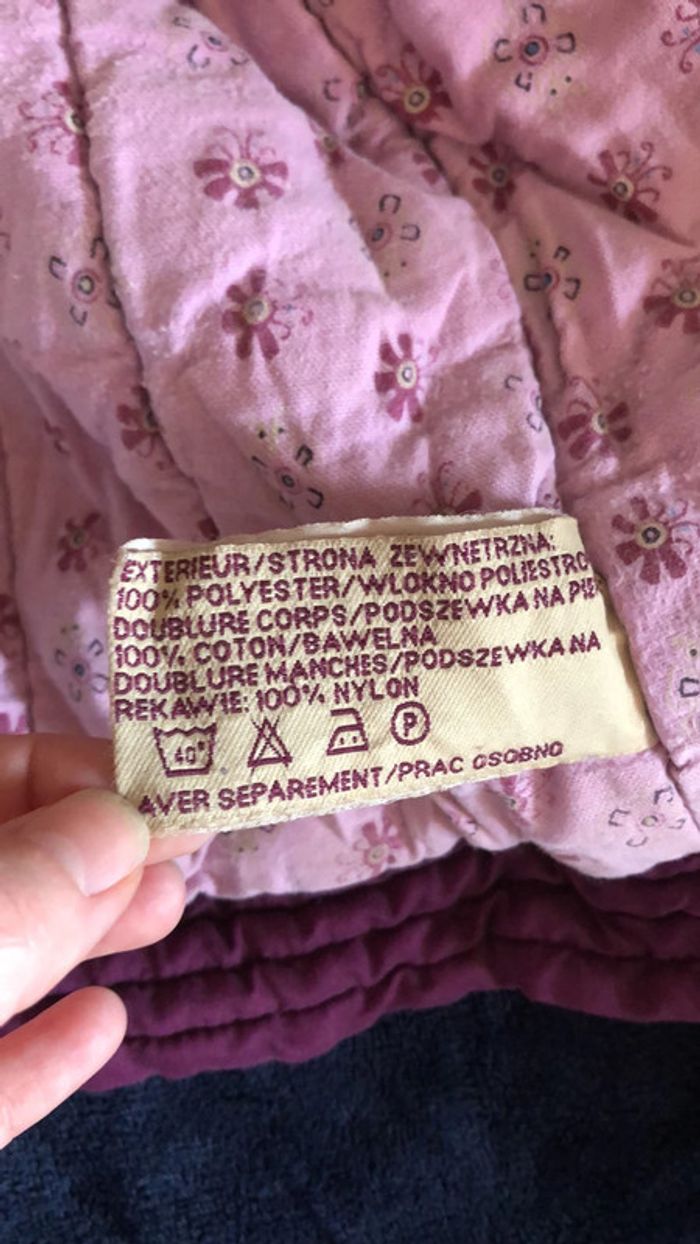 EXTERIEUR/STRONA ZEWNETRZNA:
100% POLYESTER/WLOKNO POLIESTRO
DOUBLURE CORPS/PODSZEWKA NA PIE
100% COTON/BAWELNA
DOUBLURE MANCHES/PODSZEWKA NA
REKAWIE: 100% NYLON
40° P
AVER SEPAREMENT/PRAC OSOBNO